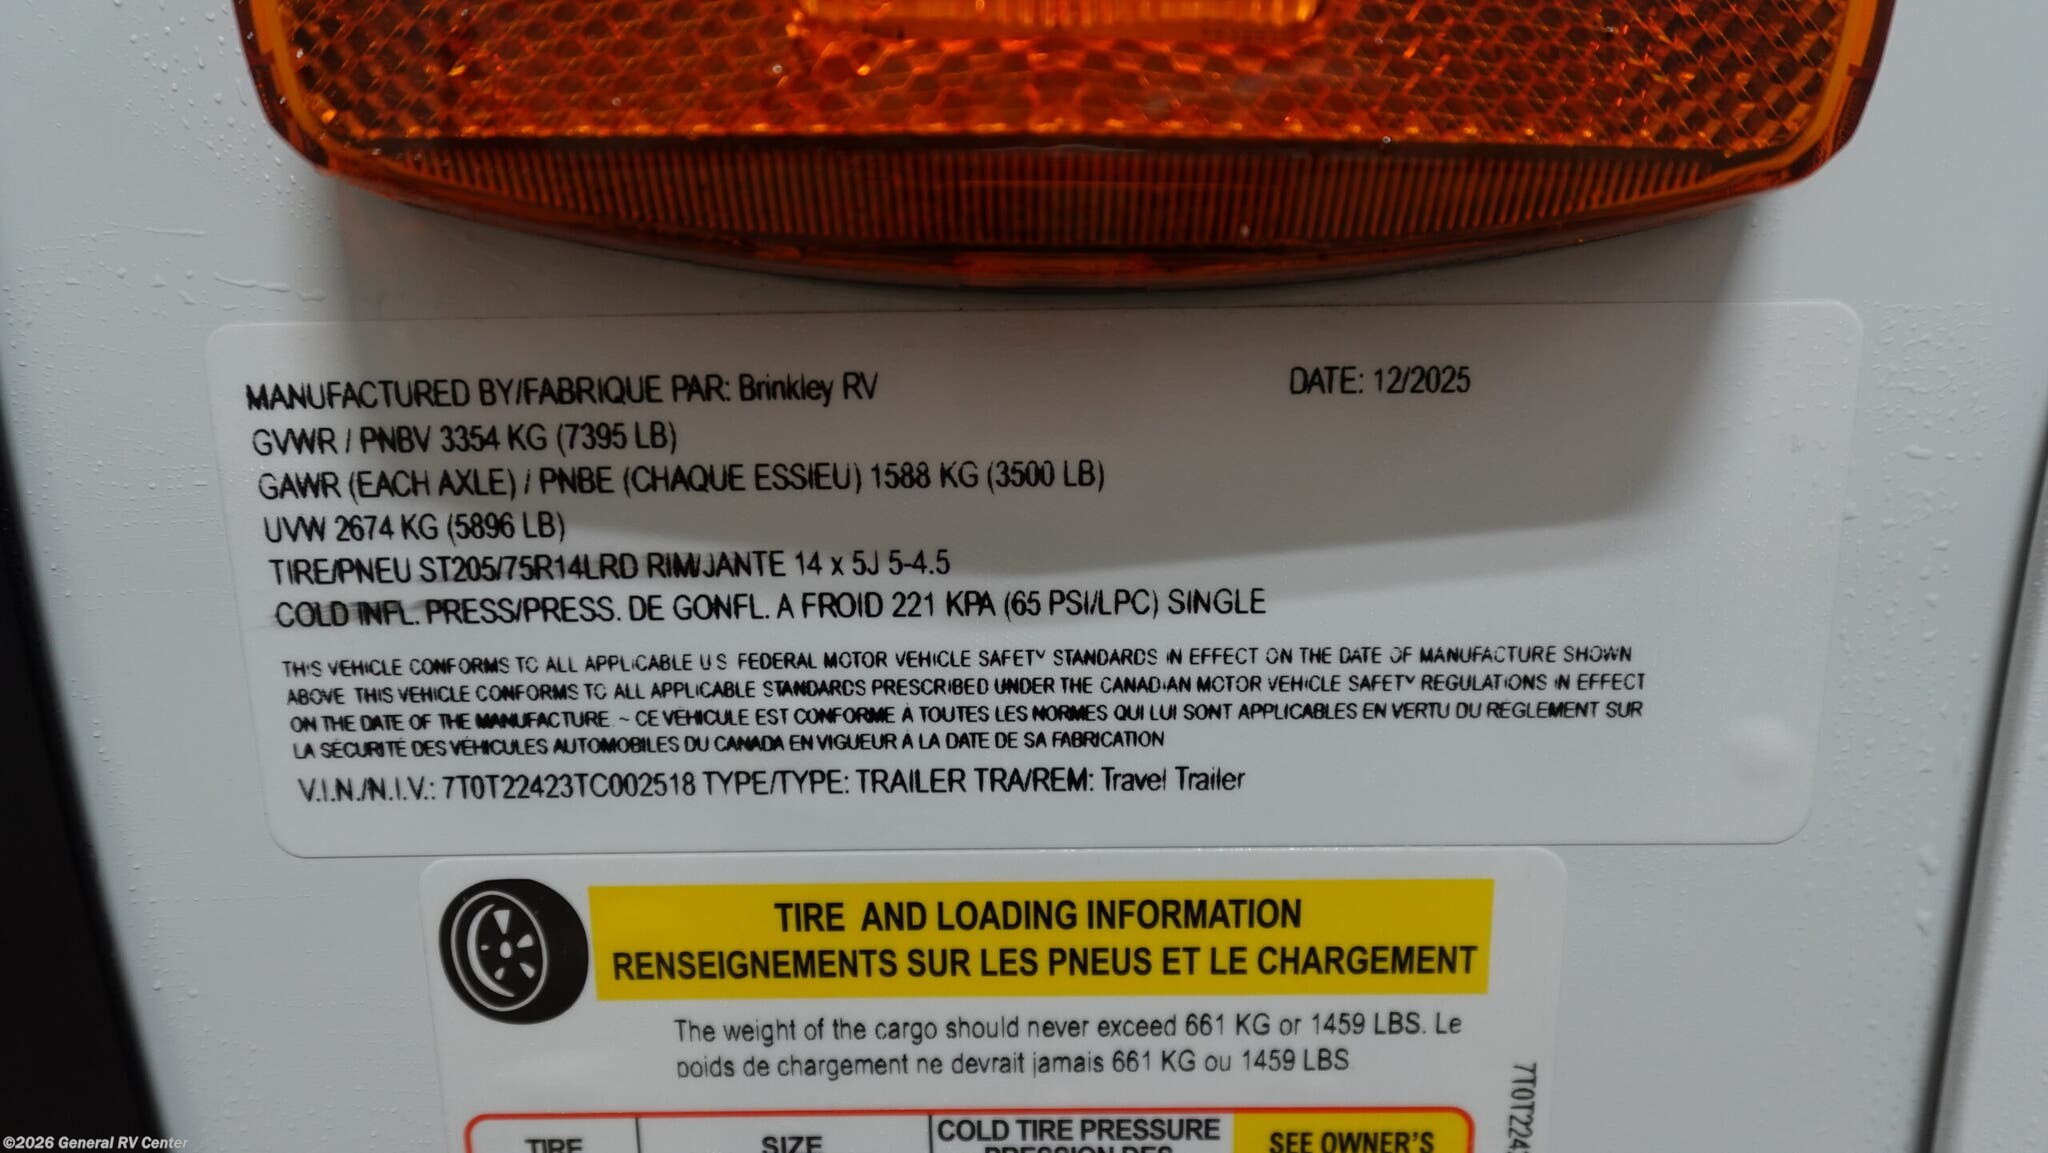 MANUFACTURED BY/FABRIQUE PAR: Brinkley RV DATE: 12/2025
GVWR / PNBV 3354 KG (7395 LB)
GAWR (EACH AXLE) / PNBE (CHAQUE ESSIEU) 1588 KG (3500 LB)
UVW 2674 KG (5896 LB)
TIRE/PNEU ST205/75R14LRD RIM/JANTE 14 x 5J 5-4.5
COLD INFL. PRESS/PRESS. DE GONFL. A FROID 221 KPA (65 PSI/LPC) SINGLE
THIS VEHICLE CONFORMS TO ALL APPLICABLE U S FEDERAL MOTOR VEHICLE SAFETY STANDARDS IN EFFECT ON THE DATE OF MANUFACTURE SHOWN
ABOVE THIS VEHICLE CONFORMS TO ALL APPLICABLE STANDARDS PRESCRIBED UNDER THE CANADIAN MOTOR VEHICLE SAFETY REGULATIONS IN EFFECT
ON THE DATE OF THE MANUFACTURE. ~ CE VÉHICULE EST CONFORME À TOUTES LES NORMES QUI LUI SONT APPLICABLES EN VERTU DU RÈGLEMENT SUR
LA SÉCURITÉ DES VÉHICULES AUTOMOBILES DU CANADA EN VIGUEUR À LA DATE DE SA FABRICATION
V.I.N./N.I.V.: 7T0T22423TC002518 TYPE/TYPE: TRAILER TRA/REM: Travel Trailer
TIRE AND LOADING INFORMATION
RENSEIGNEMENTS SUR LES PNEUS ET LE CHARGEMENT
The weight of the cargo should never exceed 661 KG or 1459 LBS. Le
poids de chargement ne devrait jamais 661 KG ou 1459 LBS
7T0T224
TIRE SIZE COLD TIRE PRESSURE SEE OWNER'S
PRESSION DES
©2026 General RV Center